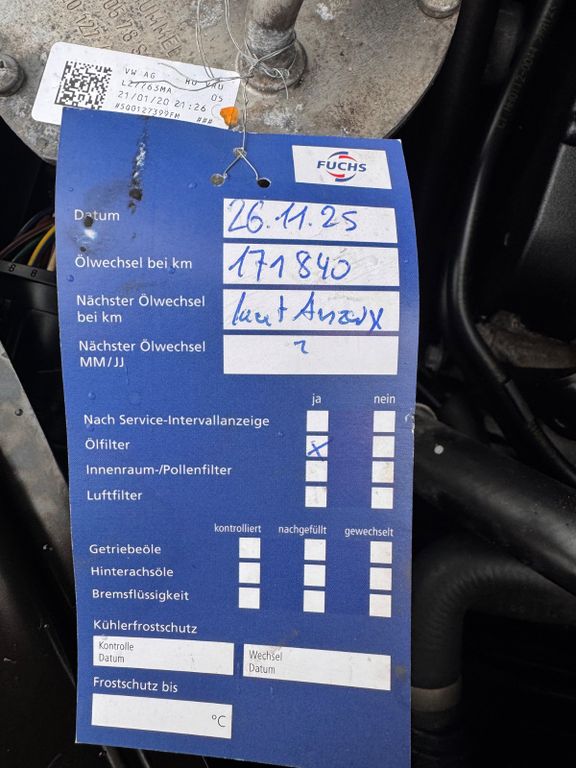 VW AG
L27763MA
21/01/20 21:26
05
###
FUCHS
Datum
26.11.25
Ölwechsel bei km
171840
Nächster Ölwechsel
bei km
laut
Nächster Ölwechsel
MM/JJ
ja nein
Nach Service-Intervallanzeige
Ölfilter
x
Innenraum-/Pollenfilter
Luftfilter
kontrolliert nachgefüllt gewechselt
Getriebeöle
Hinterachsöle
Bremsflüssigkeit
Kühlerfrostschutz
Kontrolle
Datum
Wechsel
Datum
Frostschutz bis
°C